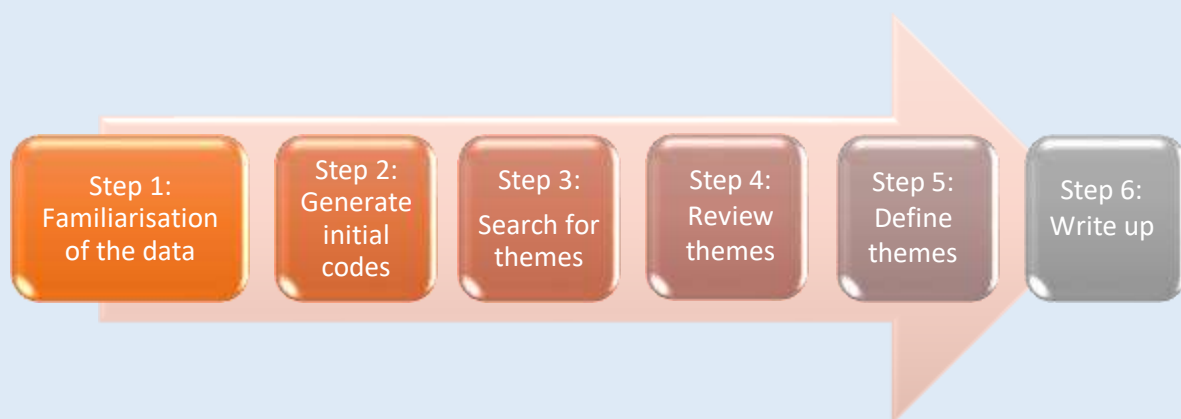 Step 1:
Familiarisation
of the data
Step 2:
Generate
initial
codes
Step 3:
Search for
themes
Step 4:
Review
themes
Step 5:
Define
themes
Step 6:
Write up